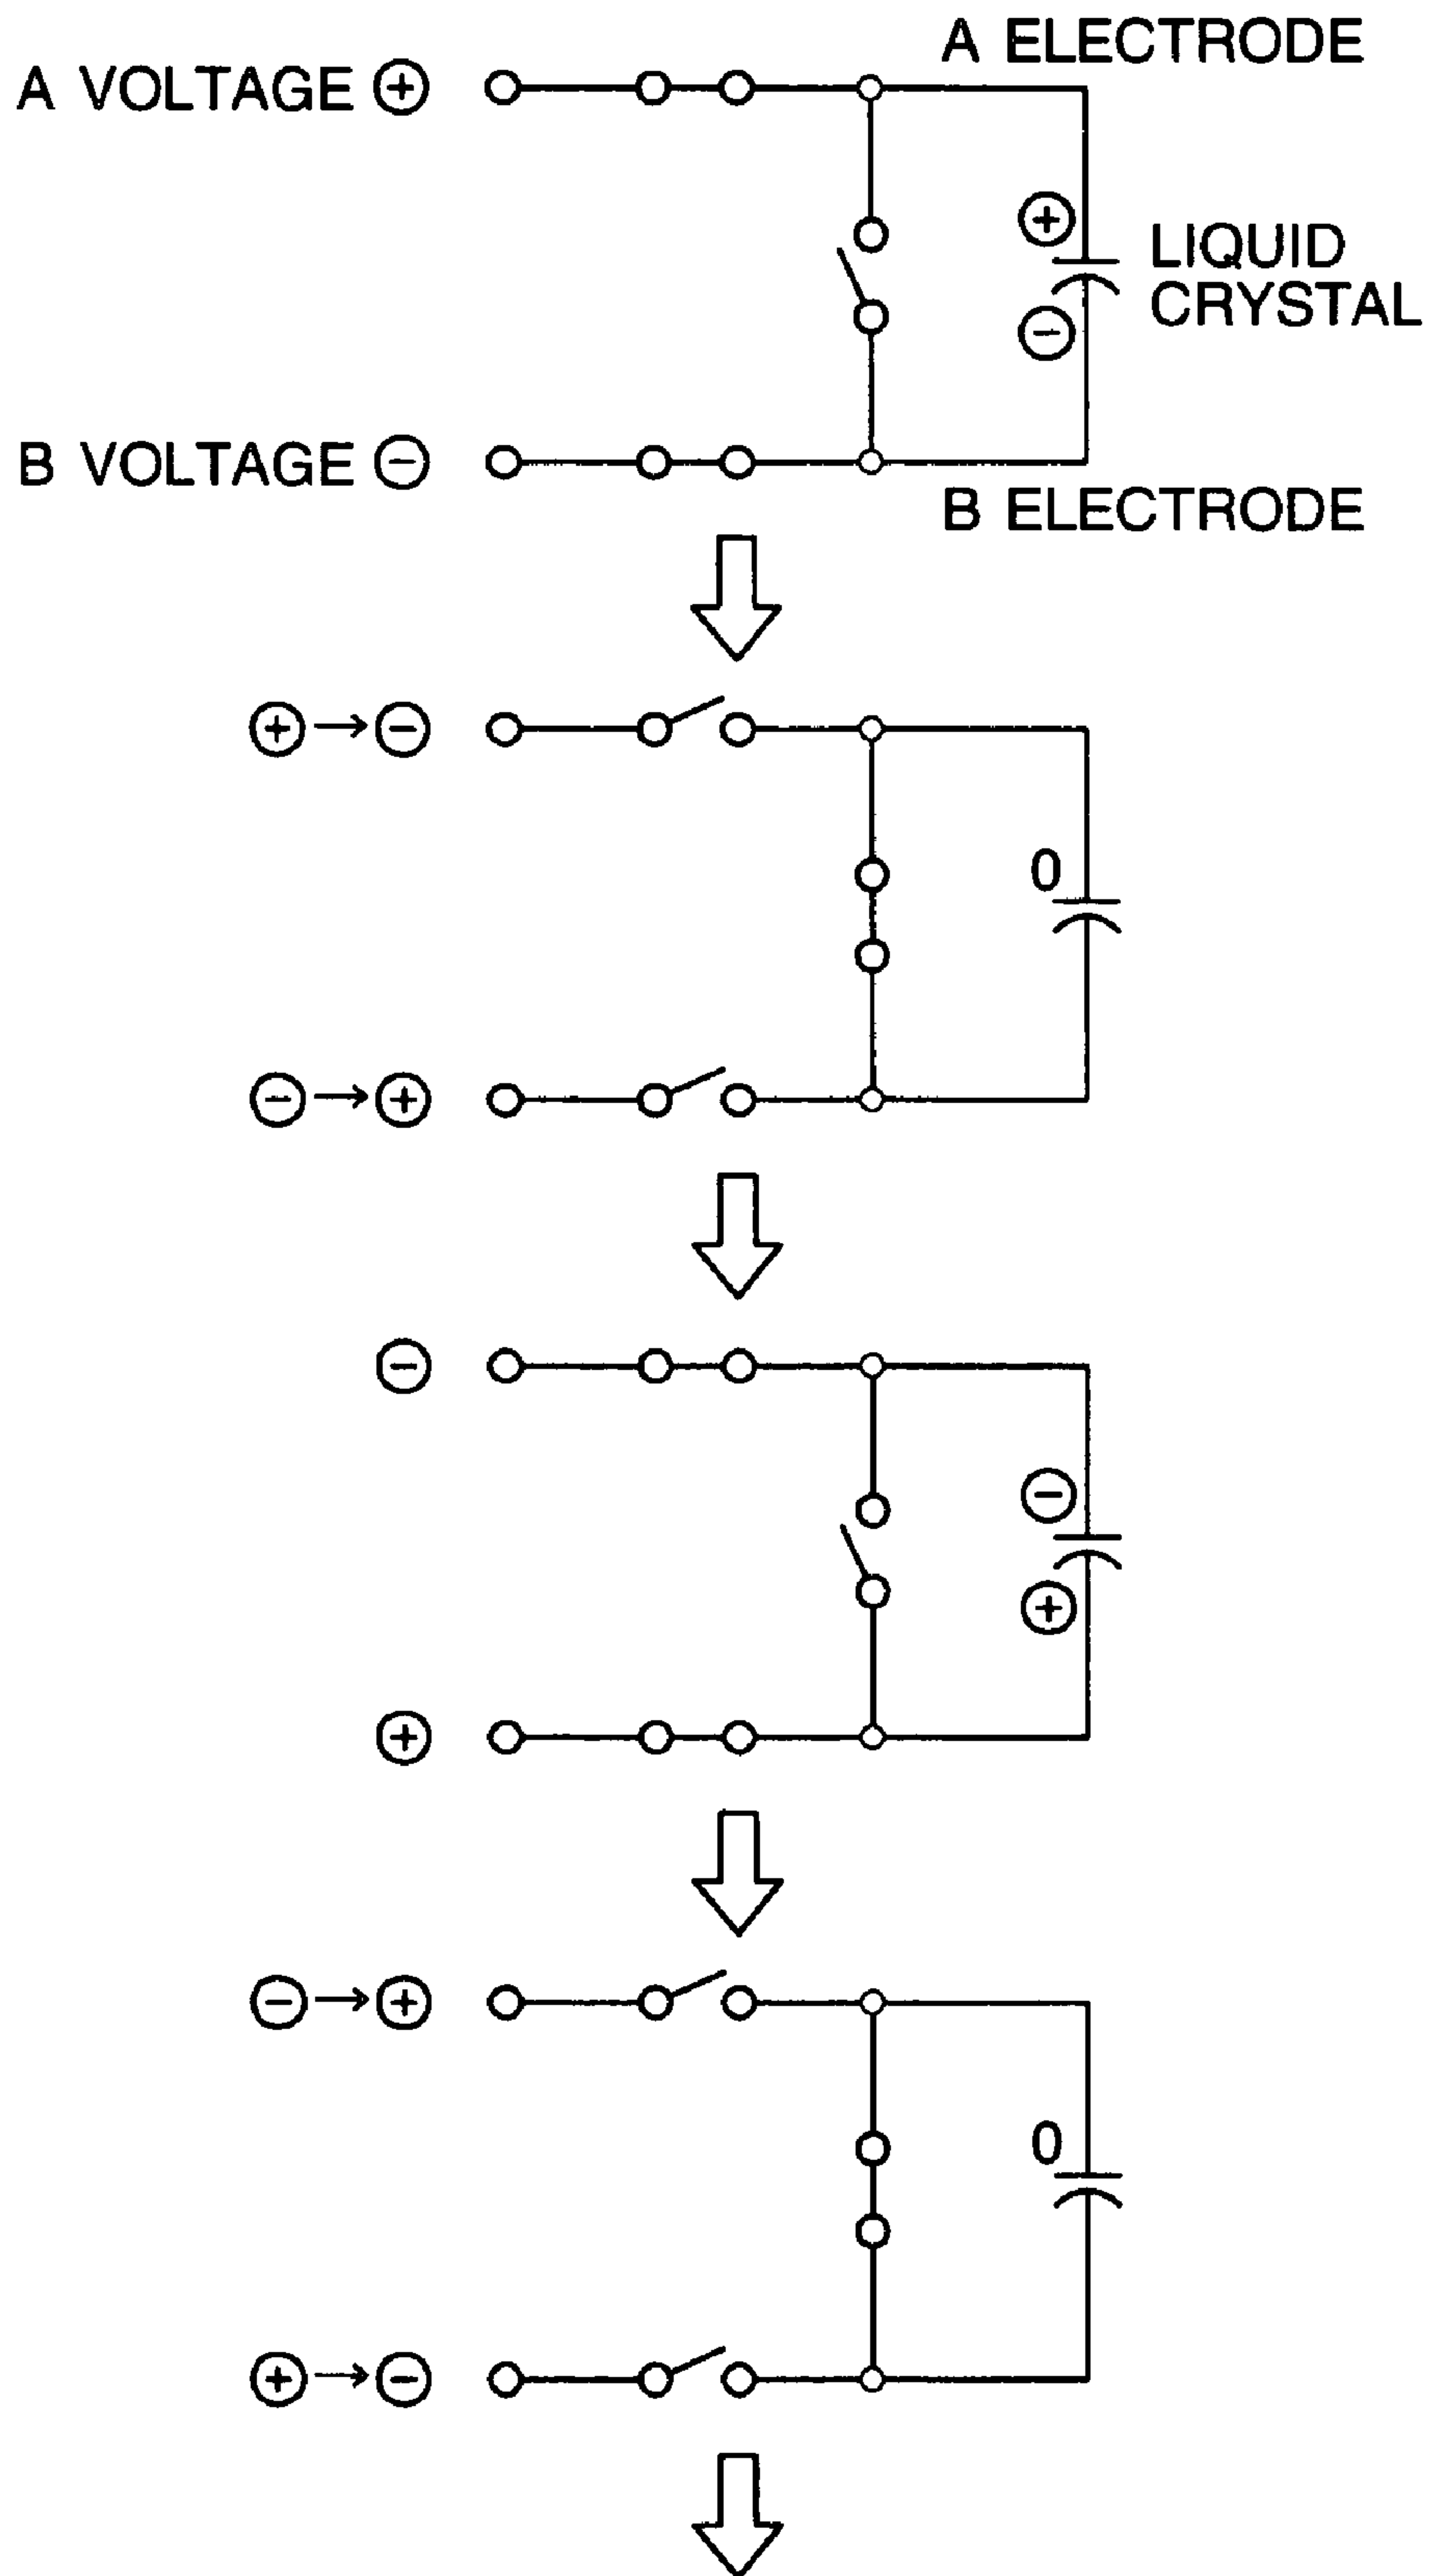 A ELECTRODE
A VOLTAGE ⊕
⊕
LIQUID
CRYSTAL
⊖
B VOLTAGE ⊖
B ELECTRODE
⊕→⊖
0
⊖→⊕
⊖
⊖
⊕
⊕
⊖→⊕
0
⊕→⊖